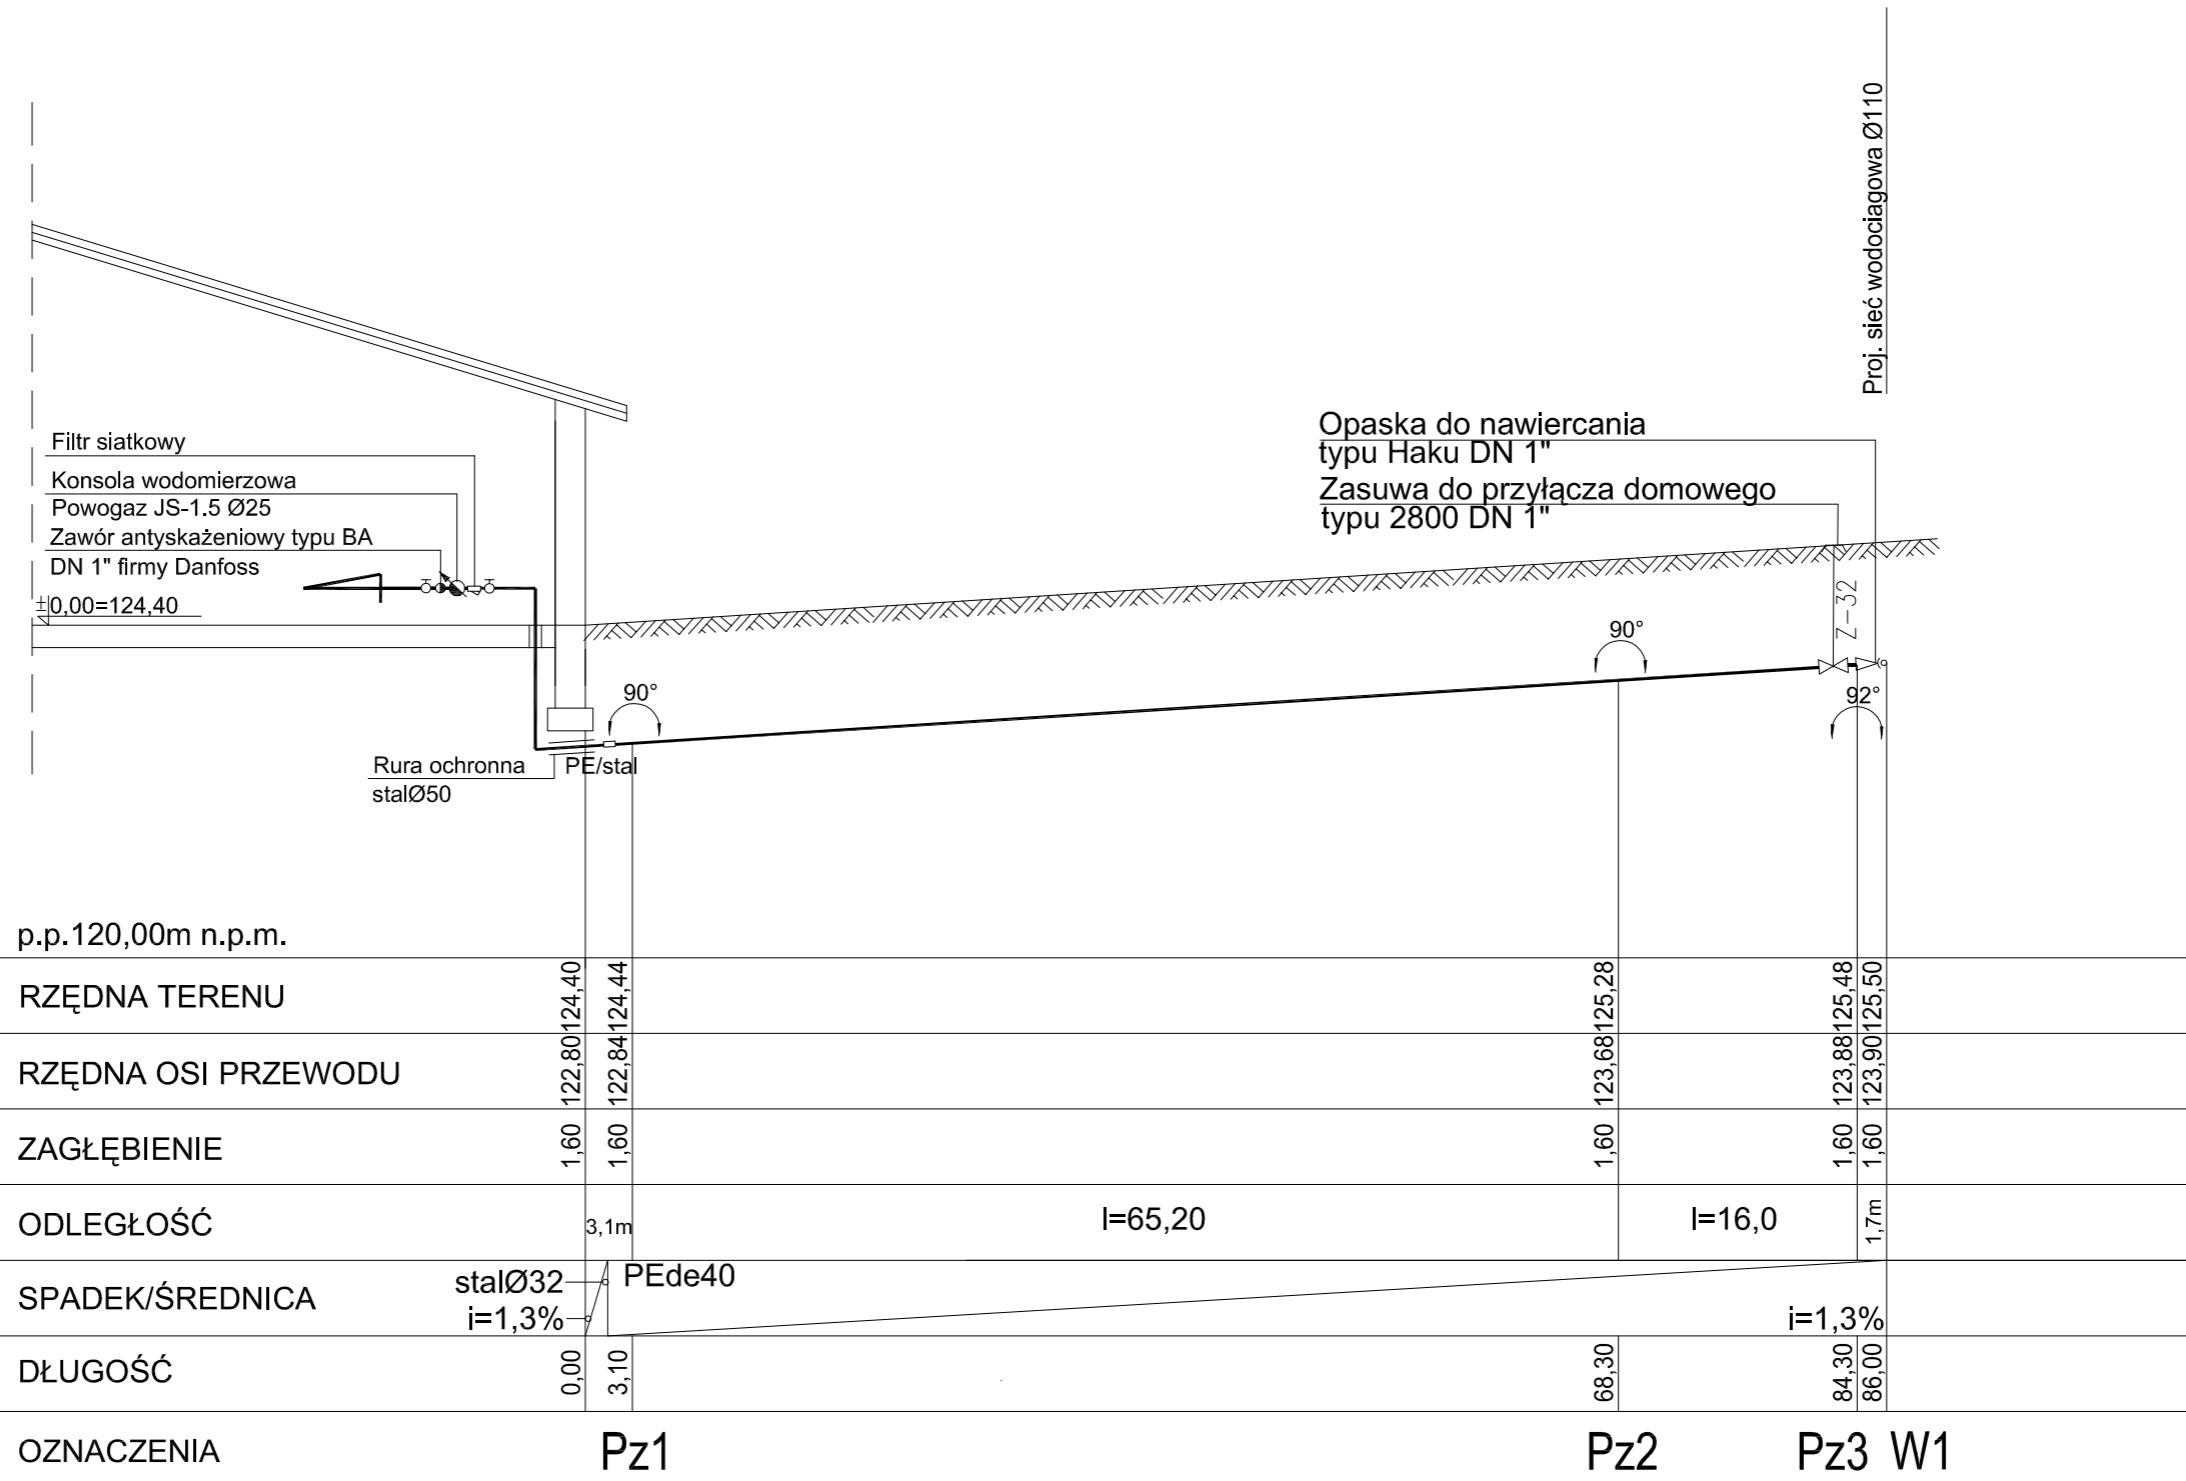 Proj. sieć wodociagowa Ø110
Filtr siatkowy
Konsola wodomierzowa
Powogaz JS-1.5 Ø25
Zawór antyskażeniowy typu BA
DN 1" firmy Danfoss
±0,00=124,40
Opaska do nawiercania
typu Haku DN 1"
Zasuwa do przyłącza domowego
typu 2800 DN 1"
Z-32
90°
90°
92°
Rura ochronna
stalØ50
PE/stal
p.p.120,00m n.p.m.
RZĘDNA TERENU 124,40 124,44 125,28 125,48 125,50
RZĘDNA OSI PRZEWODU 122,80 122,84 123,68 123,88 123,90
ZAGŁĘBIENIE 1,60 1,60 1,60 1,60 1,60
ODLEGŁOŚĆ 3,1m l=65,20 l=16,0 1,7m
SPADEK/ŚREDNICA stalØ32 PEde40
i=1,3% i=1,3%
DŁUGOŚĆ 0,00 3,10 68,30 84,30 86,00
OZNACZENIA Pz1 Pz2 Pz3 W1